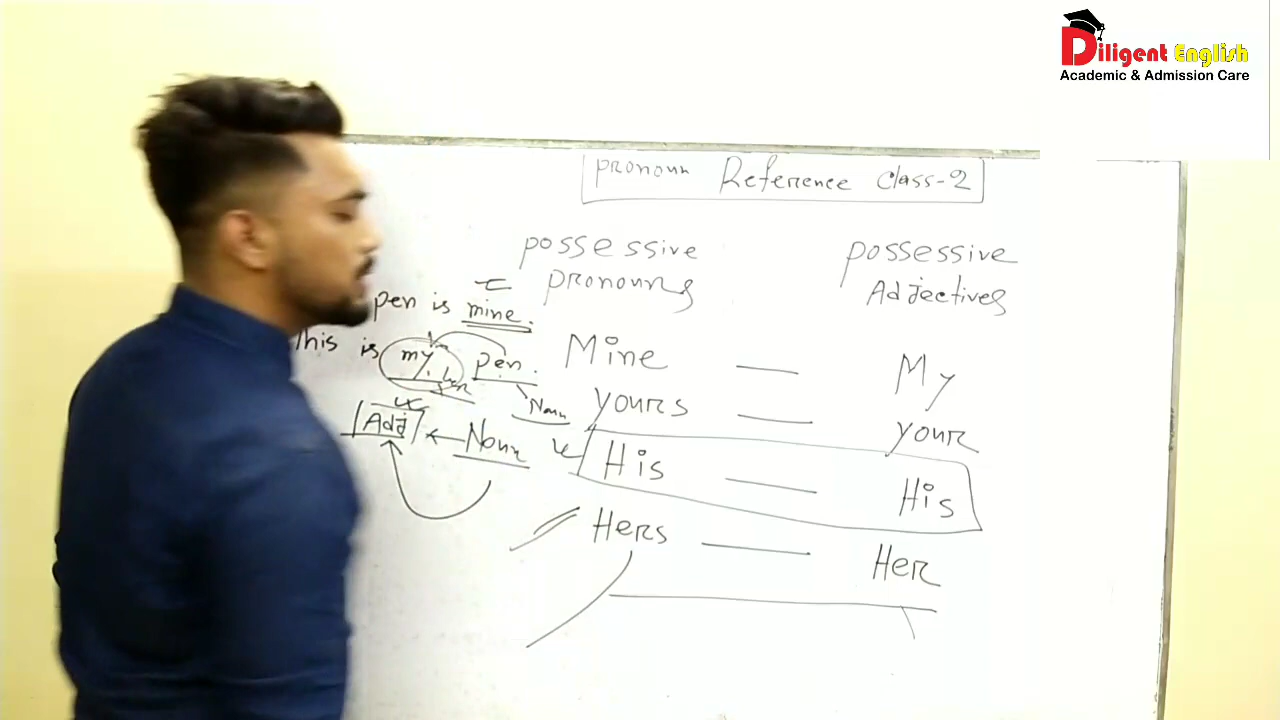 Diligent English
Academic & Admission Care
Pronoun Reference Class-2
possessive
pronouns
possessive
Adjectives
pen is mine.
This is my pen.
Noun
Adj ← Noun
Mine — My
yours — your
His — His
Hers — Her